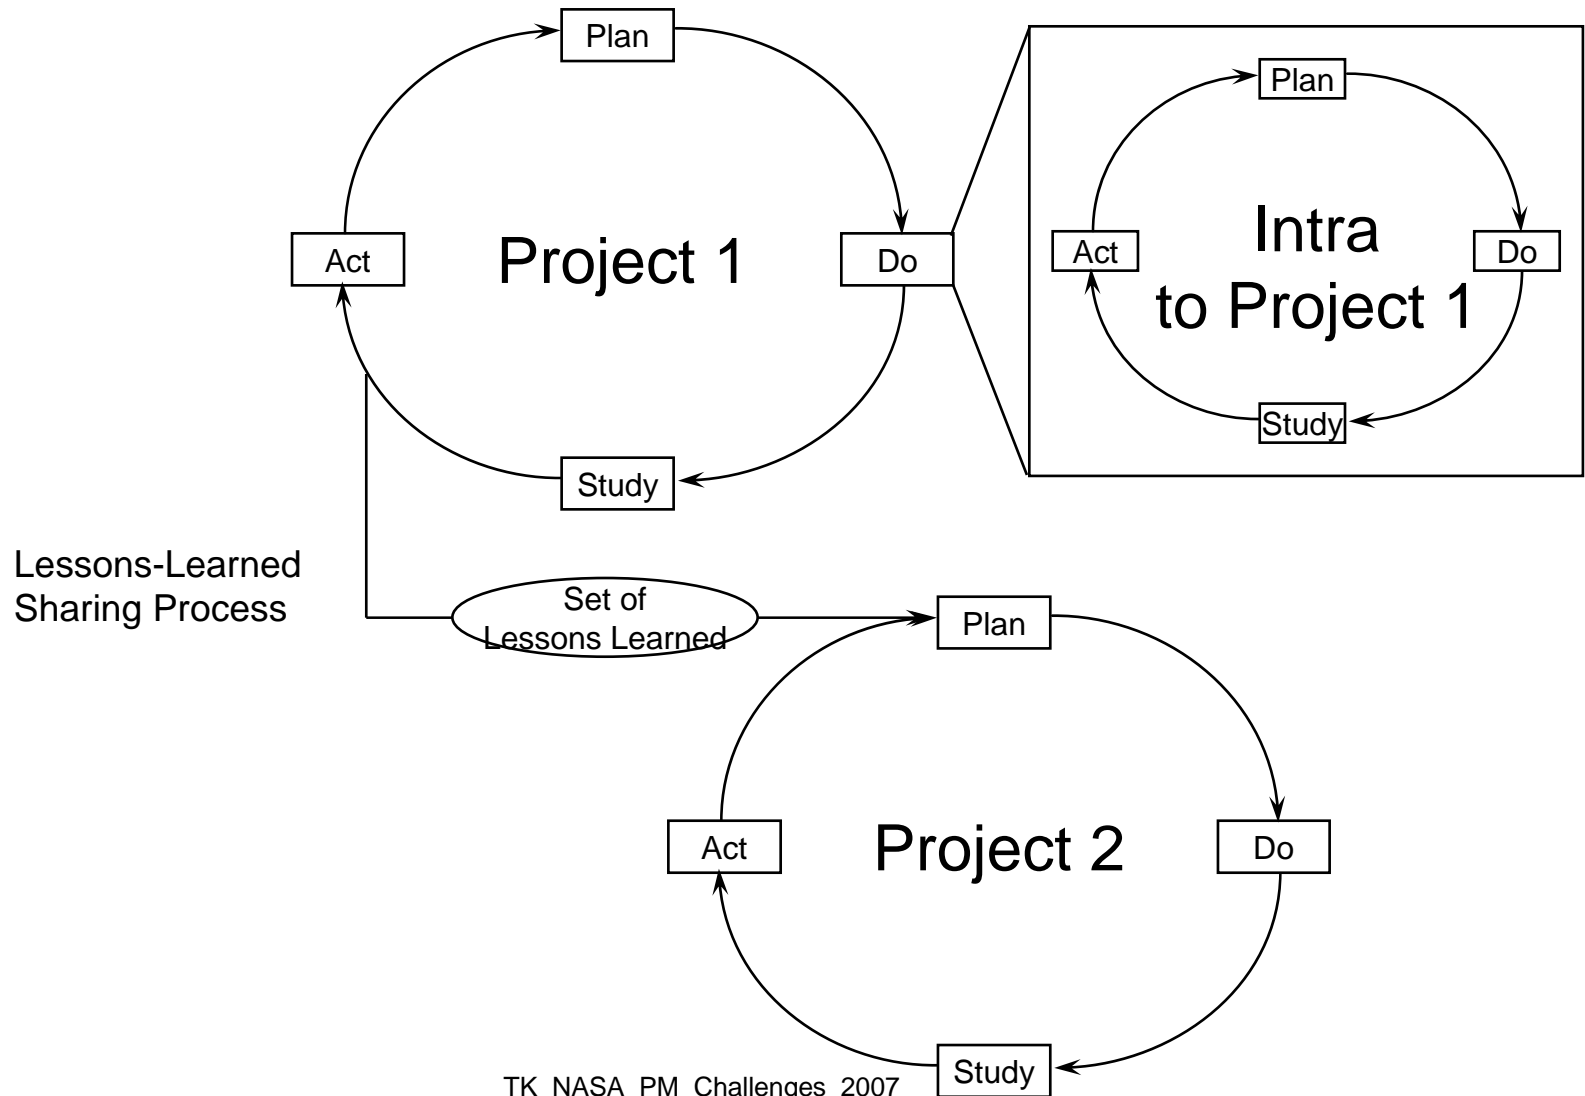 Plan
Act
Project 1
Do
Study
Plan
Act
Intra
to Project 1
Do
Study
Lessons-Learned
Sharing Process
Set of
Lessons Learned
Plan
Act
Project 2
Do
Study
TK NASA PM Challenges 2007